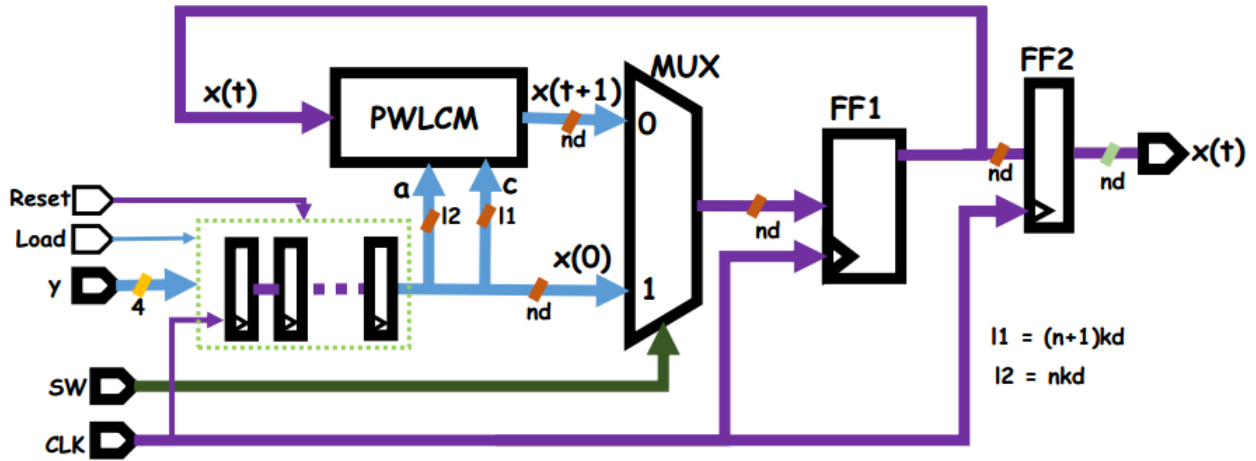 MUX
FF2
x(t)
PWLCM
x(t+1)
nd
0
FF1
x(t)
nd
nd
a
c
l2
l1
Reset
Load
y
4
x(0)
nd
1
nd
l1 = (n+1)kd
l2 = nkd
SW
CLK